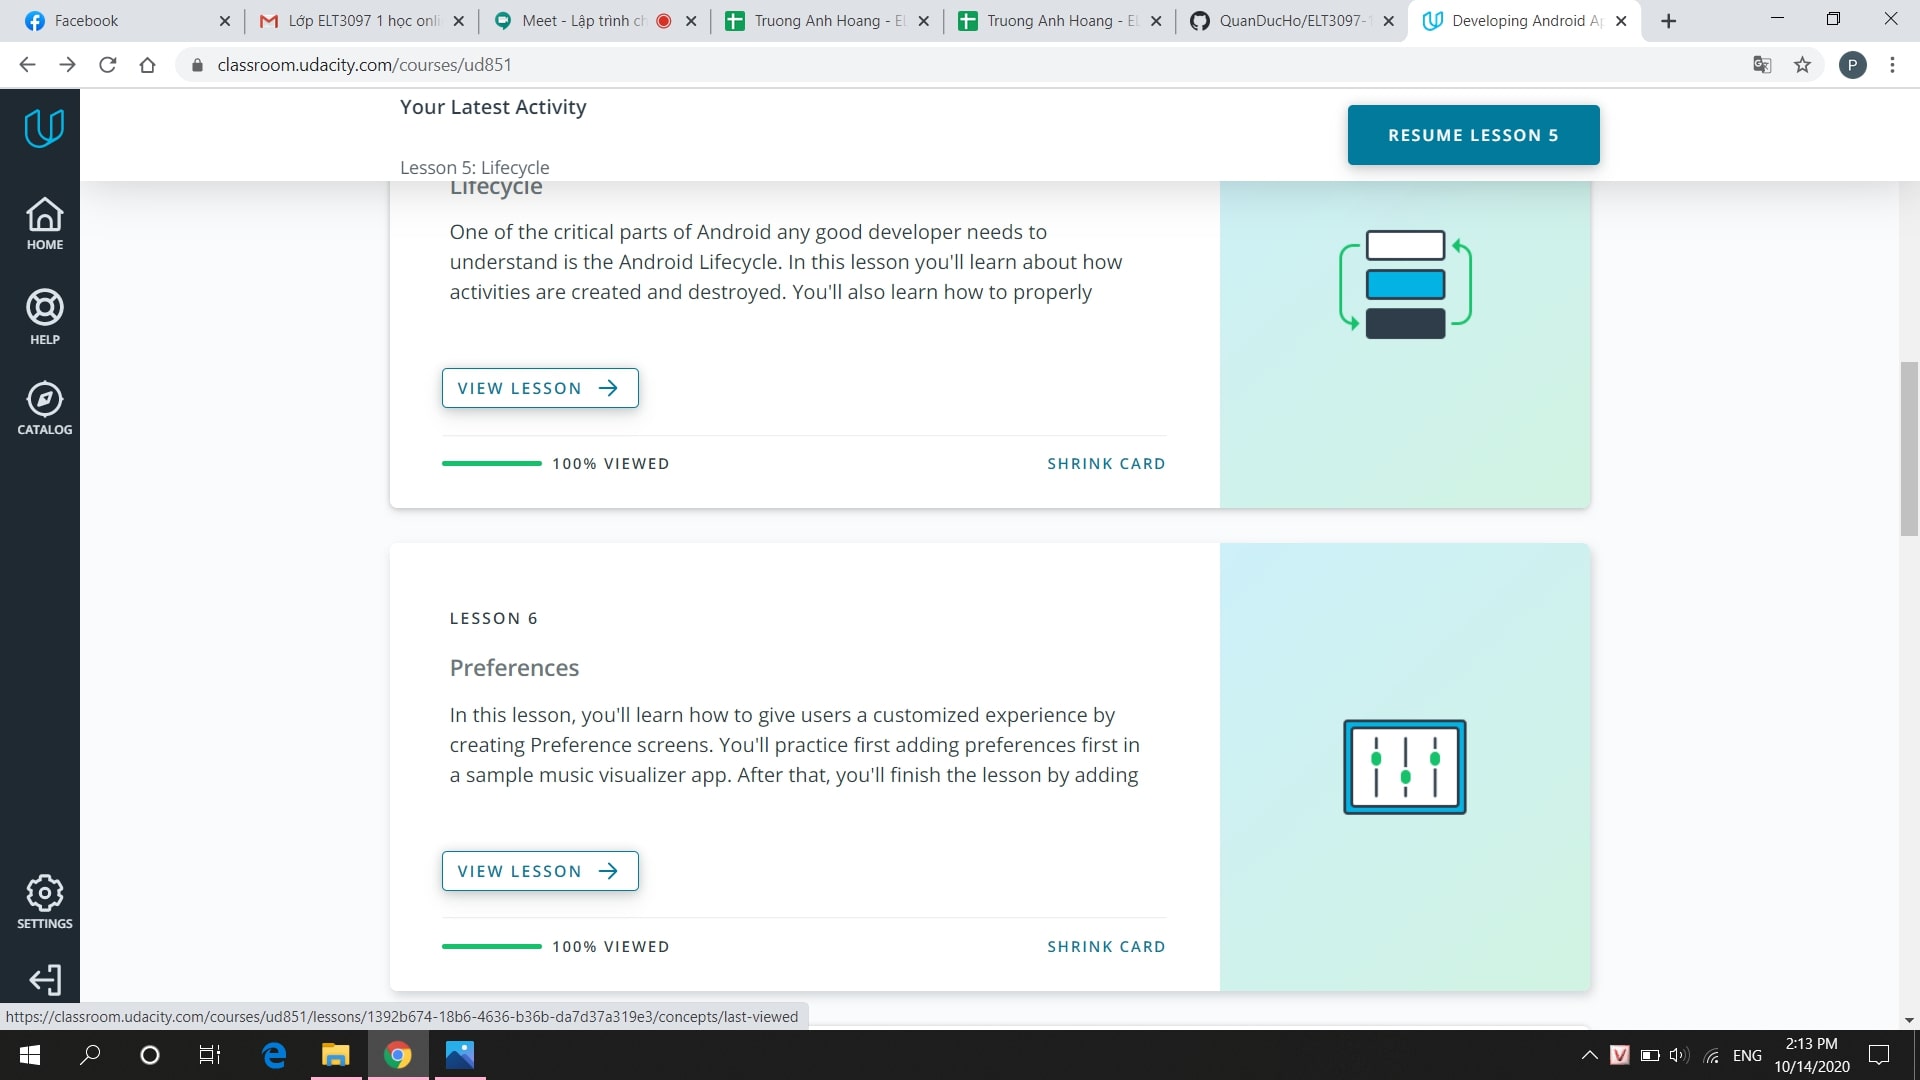 Facebook
Lớp ELT3097 1 học onli
Meet - Lập trình ch
Truong Anh Hoang - E
Truong Anh Hoang - E
QuanDucHo/ELT3097-
Developing Android A
classroom.udacity.com/courses/ud851
P
Your Latest Activity
RESUME LESSON 5
Lesson 5: Lifecycle
Lifecycle
One of the critical parts of Android any good developer needs to
understand is the Android Lifecycle. In this lesson you'll learn about how
activities are created and destroyed. You'll also learn how to properly
VIEW LESSON
100% VIEWED
SHRINK CARD
LESSON 6
Preferences
In this lesson, you'll learn how to give users a customized experience by
creating Preference screens. You'll practice first adding preferences first in
a sample music visualizer app. After that, you'll finish the lesson by adding
VIEW LESSON
100% VIEWED
SHRINK CARD
HOME
HELP
CATALOG
SETTINGS
https://classroom.udacity.com/courses/ud851/lessons/1392b674-18b6-4636-b36b-da7d37a319e3/concepts/last-viewed
V
ENG
2:13 PM
10/14/2020